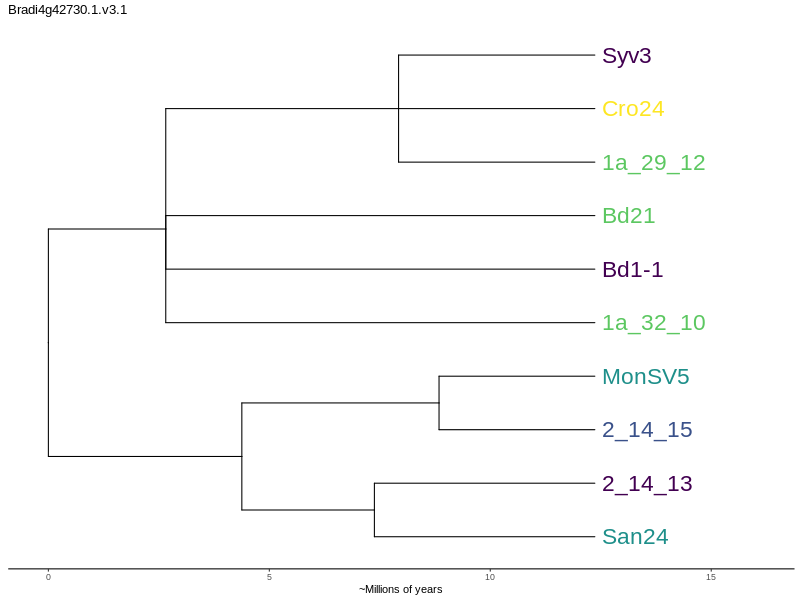 Bradi4g42730.1.v3.1
Syv3
Cro24
1a_29_12
Bd21
Bd1-1
1a_32_10
MonSV5
2_14_15
2_14_13
San24
0 5 10 15
~Millions of years